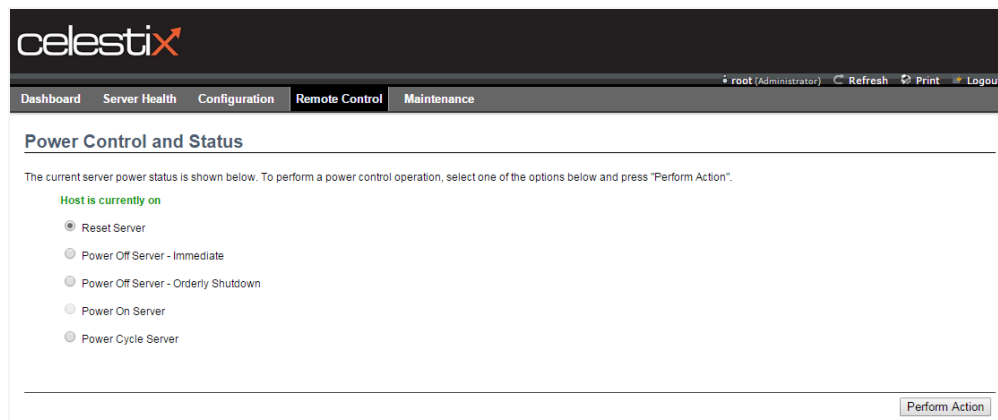 celestix
root (Administrator) Refresh Print Logou
Dashboard Server Health Configuration Remote Control Maintenance
Power Control and Status
The current server power status is shown below. To perform a power control operation, select one of the options below and press "Perform Action".
Host is currently on
Reset Server
Power Off Server - Immediate
Power Off Server - Orderly Shutdown
Power On Server
Power Cycle Server
Perform Action